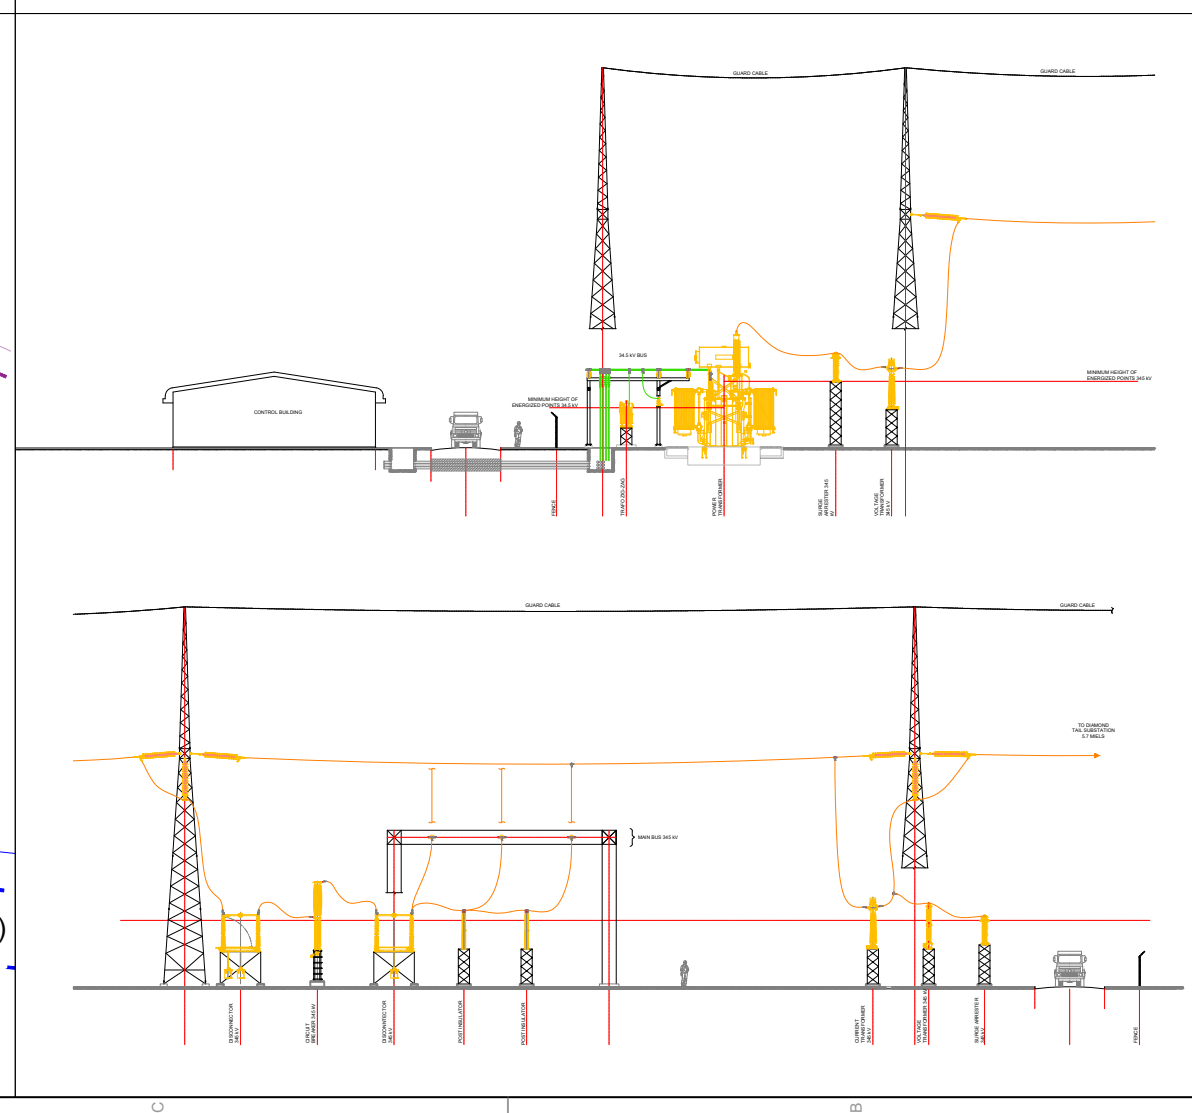 GUARD CABLE
GUARD CABLE
34.5 kV BUS
MINIMUM HEIGHT OF
ENERGIZED POINTS 345 kV
MINIMUM HEIGHT OF
ENERGIZED POINTS 34.5 kV
CONTROL BUILDING
FENCE
TRAFO ZIG-ZAG
POWER
TRANSFORMER
SURGE
ARRESTER 345
kV
VOLTAGE
TRANSFORMER
345 kV
GUARD CABLE
GUARD CABLE
TO DIAMOND
TAIL SUBSTATION
5.7 MIELS
MAIN BUS 345 kV
)
DISCONNECTOR
345 kV
CIRCUIT
BREAKER 345 kV
DISCONNTECTOR
345 kV
POST INSULATOR
POST INSULATOR
CURRENT
TRANSFORMER
345 kV
VOLTAGE
TRANSFORMER 345 kV
SURGE ARRESTER
345 kV
FENCE
C
B